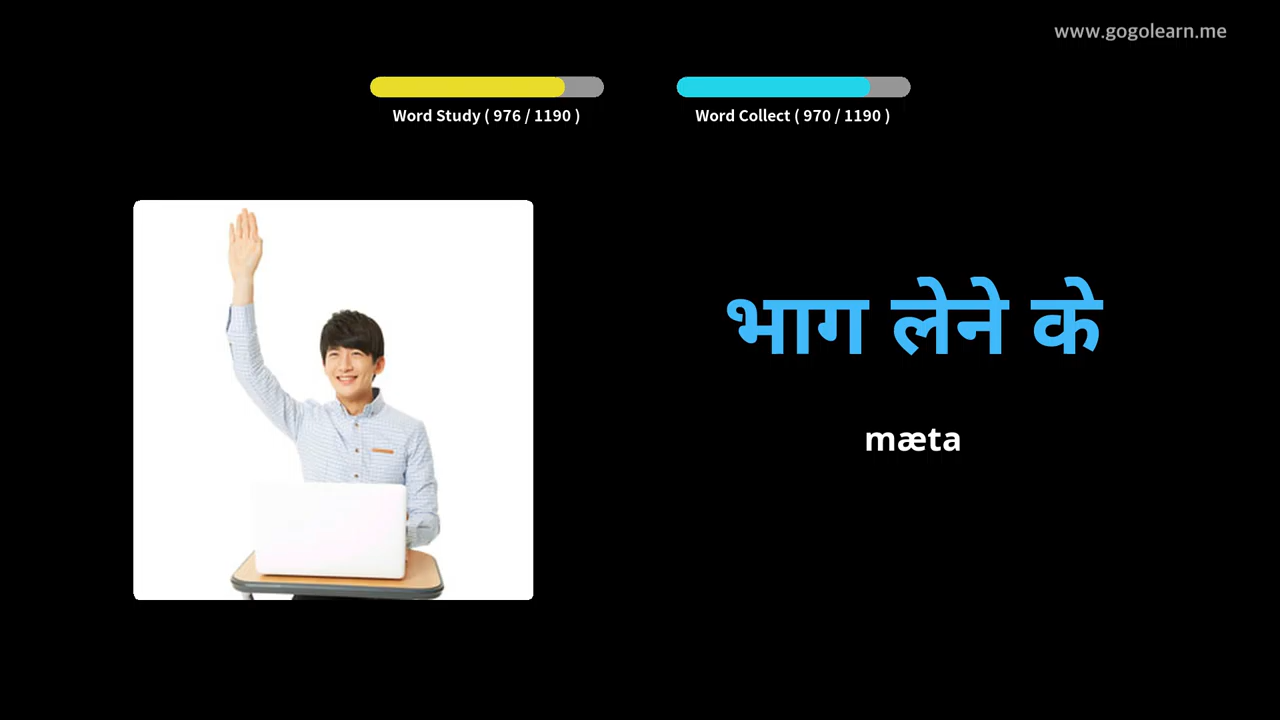 www.gogolearn.me
Word Study ( 976 / 1190 )
Word Collect ( 970 / 1190 )
भाग लेने के
mæta